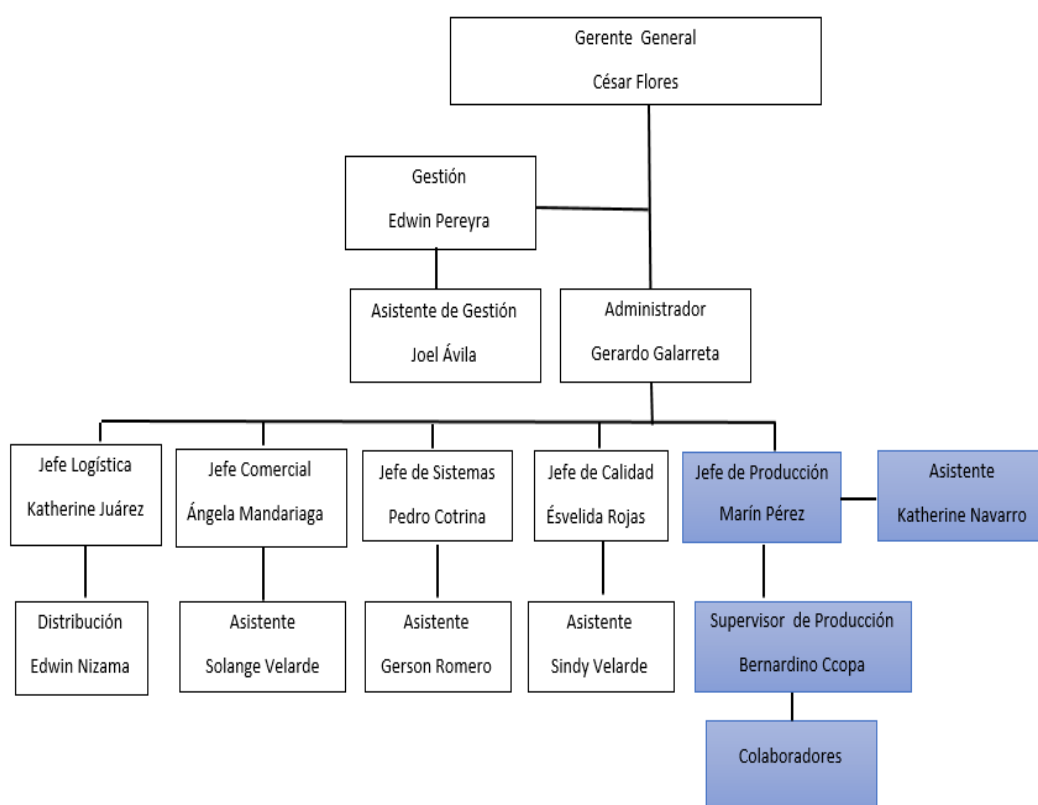 Gerente General
César Flores
Gestión
Edwin Pereyra
Asistente de Gestión
Joel Ávila
Administrador
Gerardo Galarreta
Jefe Logística
Katherine Juárez
Jefe Comercial
Ángela Mandariaga
Jefe de Sistemas
Pedro Cotrina
Jefe de Calidad
Ésvelida Rojas
Jefe de Producción
Marín Pérez
Asistente
Katherine Navarro
Distribución
Edwin Nizama
Asistente
Solange Velarde
Asistente
Gerson Romero
Asistente
Sindy Velarde
Supervisor de Producción
Bernardino Ccopa
Colaboradores